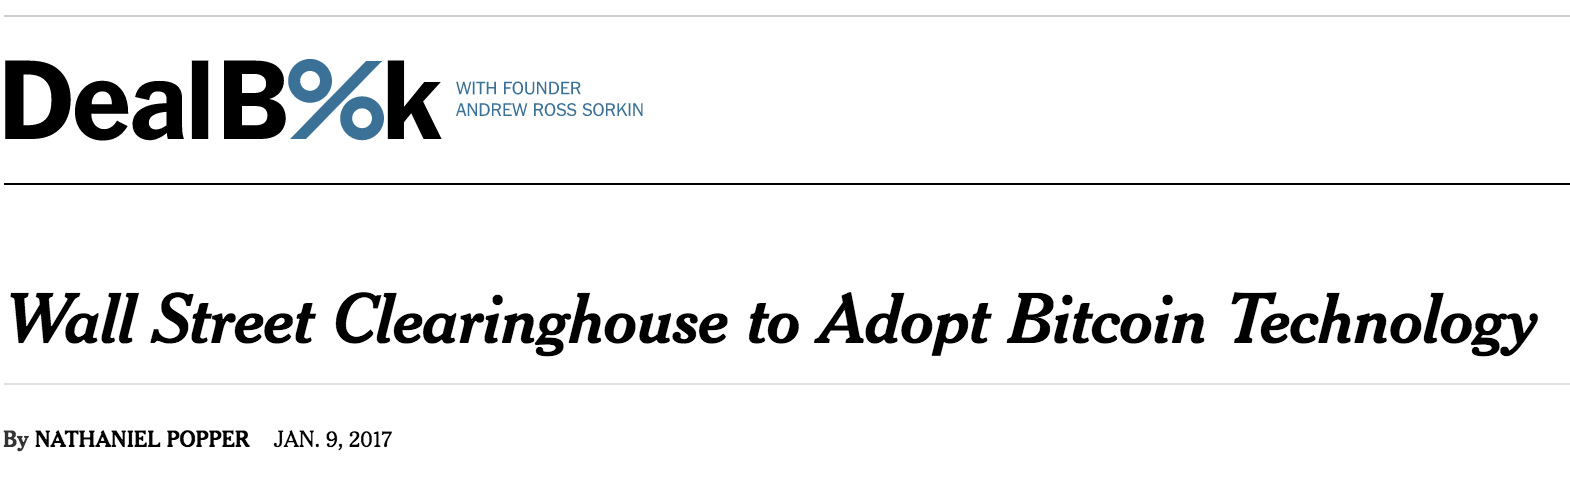 DealB%k
WITH FOUNDER
ANDREW ROSS SORKIN
Wall Street Clearinghouse to Adopt Bitcoin Technology
By NATHANIEL POPPER JAN. 9, 2017